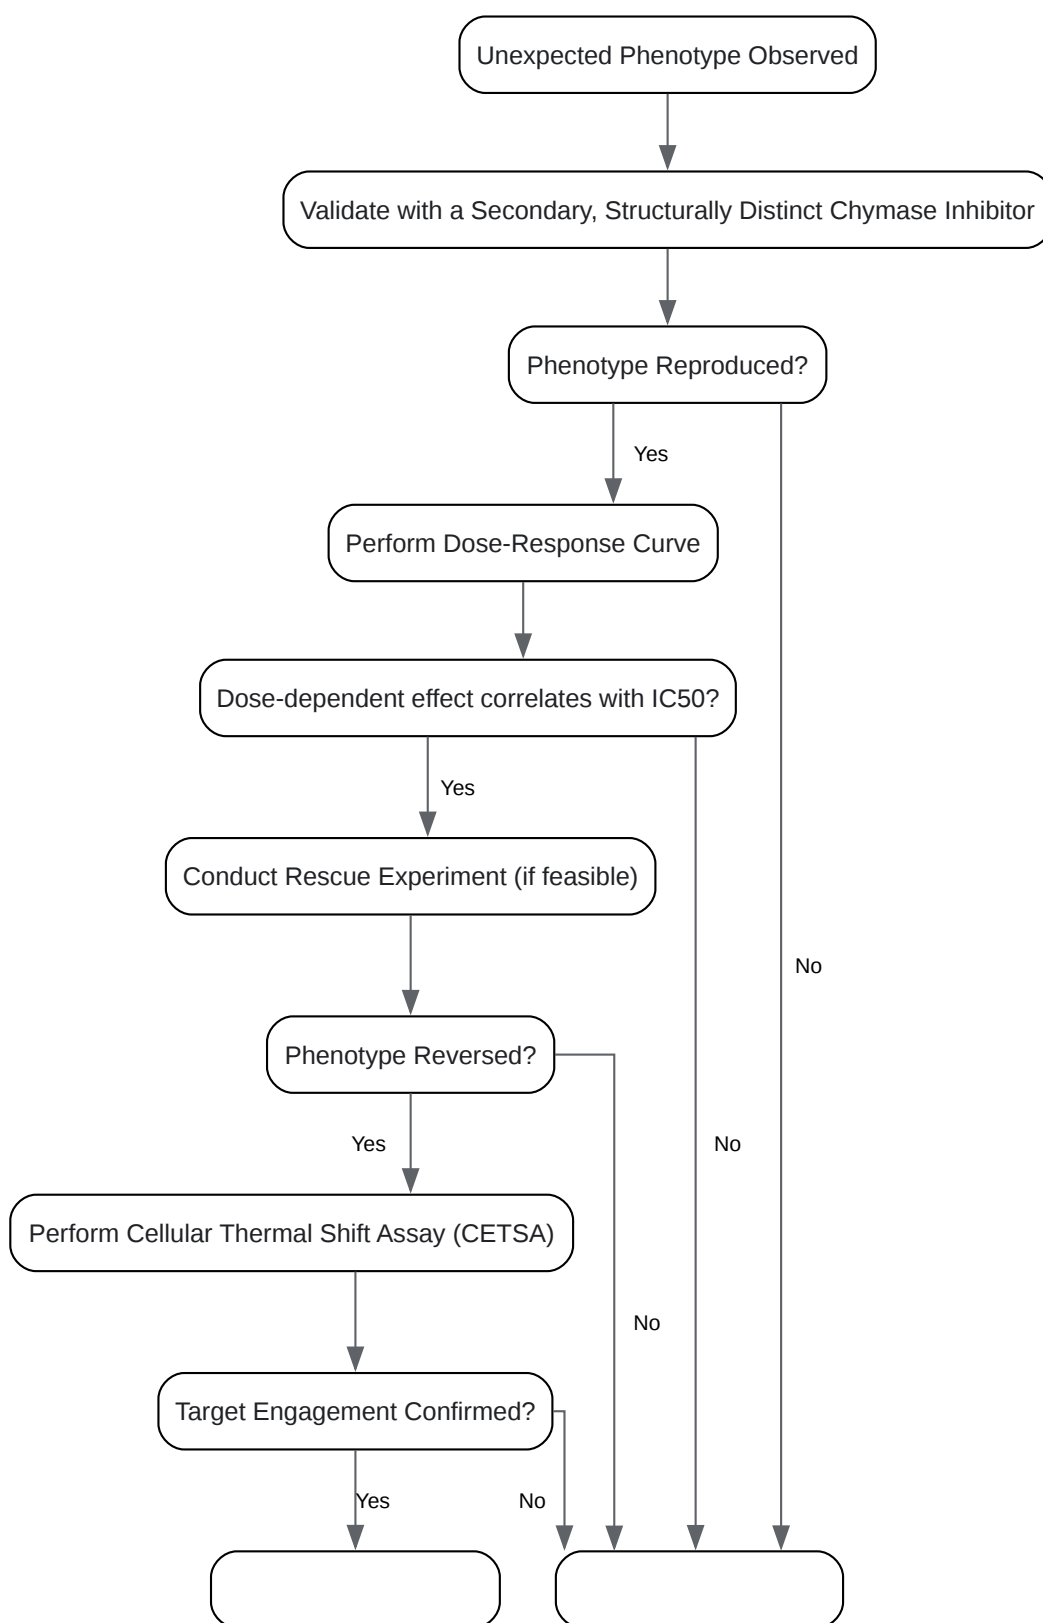 Unexpected Phenotype Observed
Validate with a Secondary, Structurally Distinct Chymase Inhibitor
Phenotype Reproduced?
Yes
Perform Dose-Response Curve
Dose-dependent effect correlates with IC50?
Yes
Conduct Rescue Experiment (if feasible)
No
Phenotype Reversed?
Yes
No
Perform Cellular Thermal Shift Assay (CETSA)
No
Target Engagement Confirmed?
Yes
No